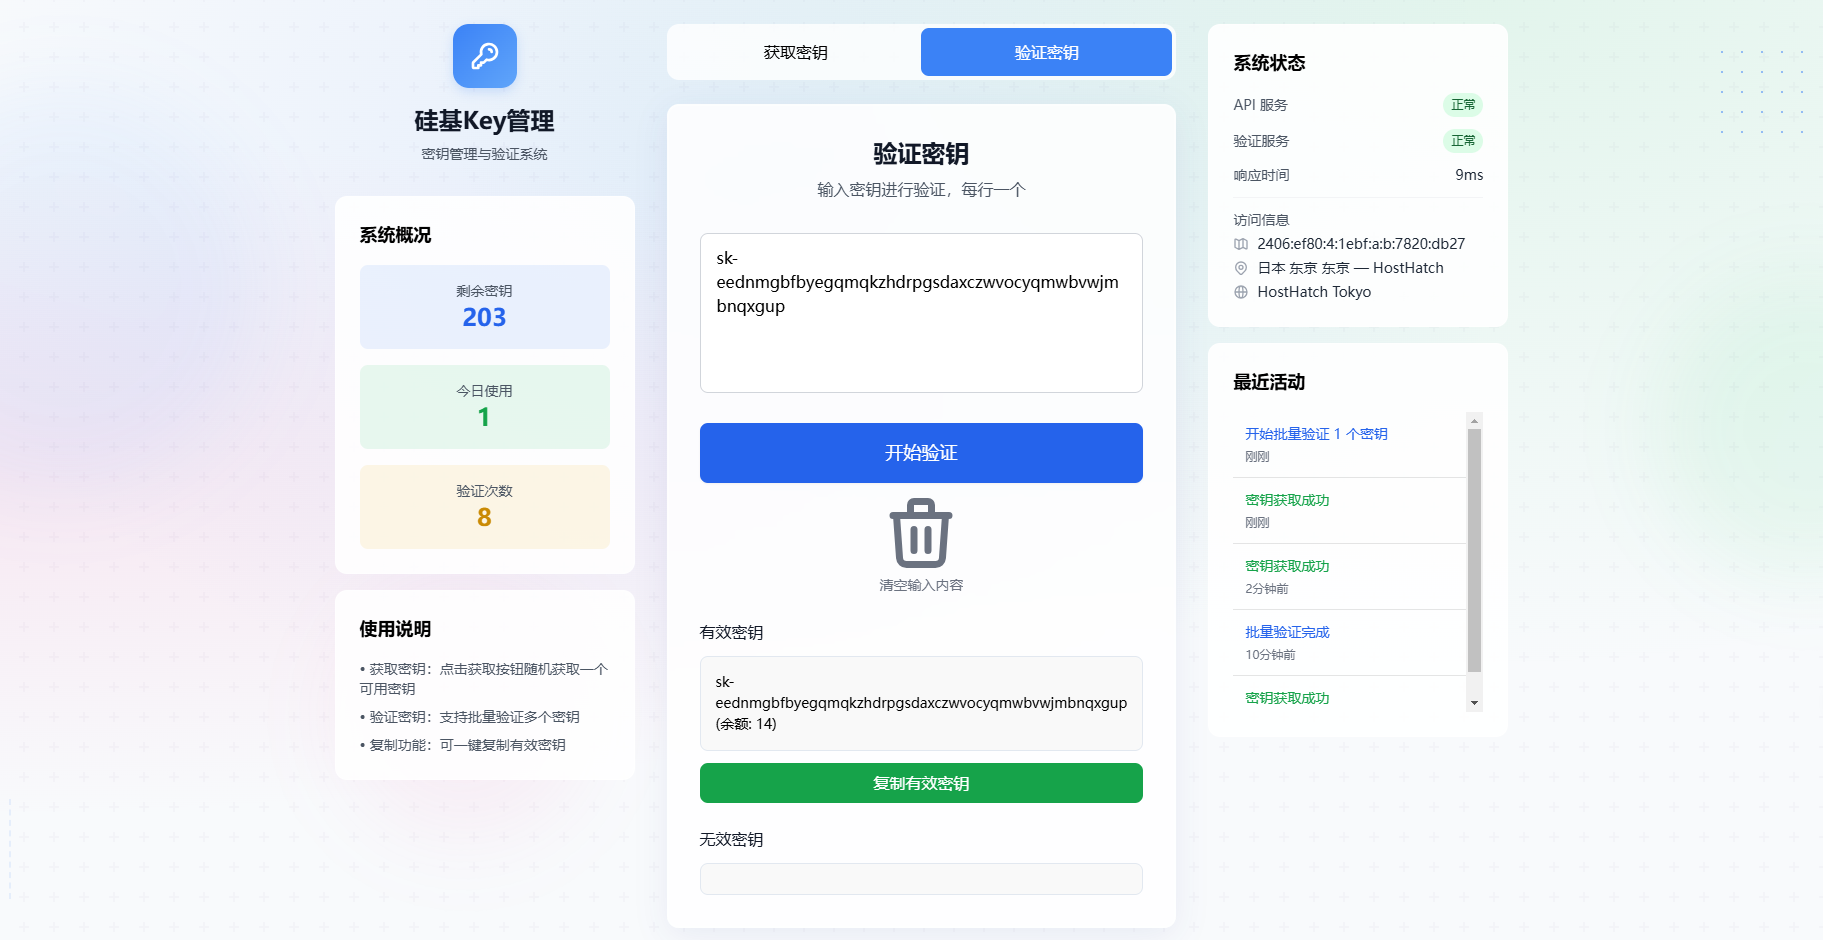 硅基Key管理
密钥管理与验证系统
系统概况
剩余密钥
203
今日使用
1
验证次数
8
使用说明
• 获取密钥：点击获取按钮随机获取一个
可用密钥
• 验证密钥：支持批量验证多个密钥
• 复制功能：可一键复制有效密钥
获取密钥
验证密钥
验证密钥
输入密钥进行验证，每行一个
sk-
eednmgbfbyegqmqkzhdrpgsdaxczwvocyqmwbvwjm
bnqxgup
开始验证
清空输入内容
有效密钥
sk-
eednmgbfbyegqmqkzhdrpgsdaxczwvocyqmwbvwjmbnqxgup
(余额: 14)
复制有效密钥
无效密钥
系统状态
API 服务
正常
验证服务
正常
响应时间
9ms
访问信息
2406:ef80:4:1ebf:a:b:7820:db27
日本 东京 东京 — HostHatch
HostHatch Tokyo
最近活动
开始批量验证 1 个密钥
刚刚
密钥获取成功
刚刚
密钥获取成功
2分钟前
批量验证完成
10分钟前
密钥获取成功